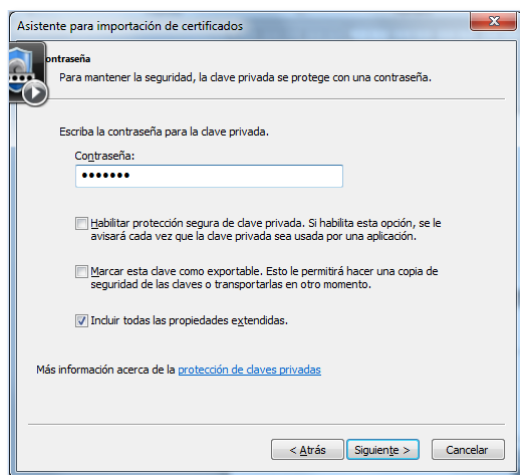 Asistente para importación de certificados
ontraseña
Para mantener la seguridad, la clave privada se protege con una contraseña.
Escriba la contraseña para la clave privada.
Contraseña:
•••••••
Habilitar protección segura de clave privada. Si habilita esta opción, se le
avisará cada vez que la clave privada sea usada por una aplicación.
Marcar esta clave como exportable. Esto le permitirá hacer una copia de
seguridad de las claves o transportarlas en otro momento.
Incluir todas las propiedades extendidas.
Más información acerca de la protección de claves privadas
< Atrás Siguiente > Cancelar